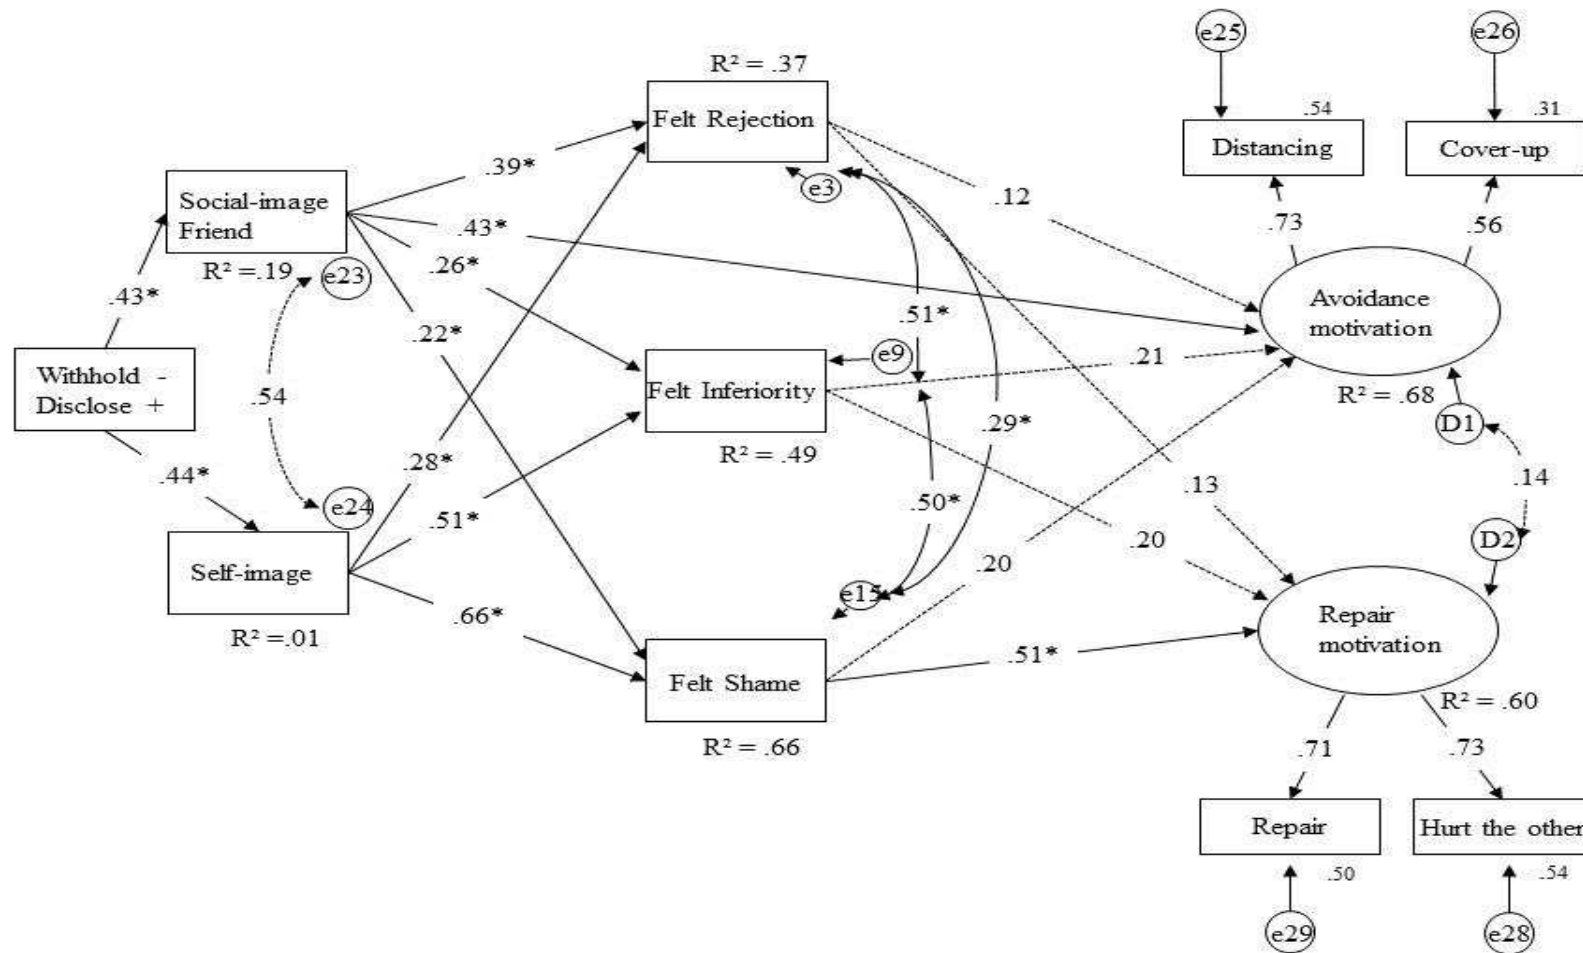 e25
e26
R² = .37
.54
.31
Felt Rejection
Distancing
Cover-up
.39*
e3
.12
Social-image
Friend
.73
.56
.43*
R² =.19
e23
.26*
.43*
Avoidance
motivation
.51*
.22*
e9
.21
Withhold -
Disclose +
Felt Inferiority
.54
R² = .68
.29*
D1
R² = .49
.28*
.44*
.13
.14
.50*
e24
.51*
.20
D2
.20
Self-image
e15
.66*
Repair
motivation
R² =.01
.51*
Felt Shame
R² = .60
R² = .66
.71
.73
Repair
Hurt the other
.50
.54
e29
e28